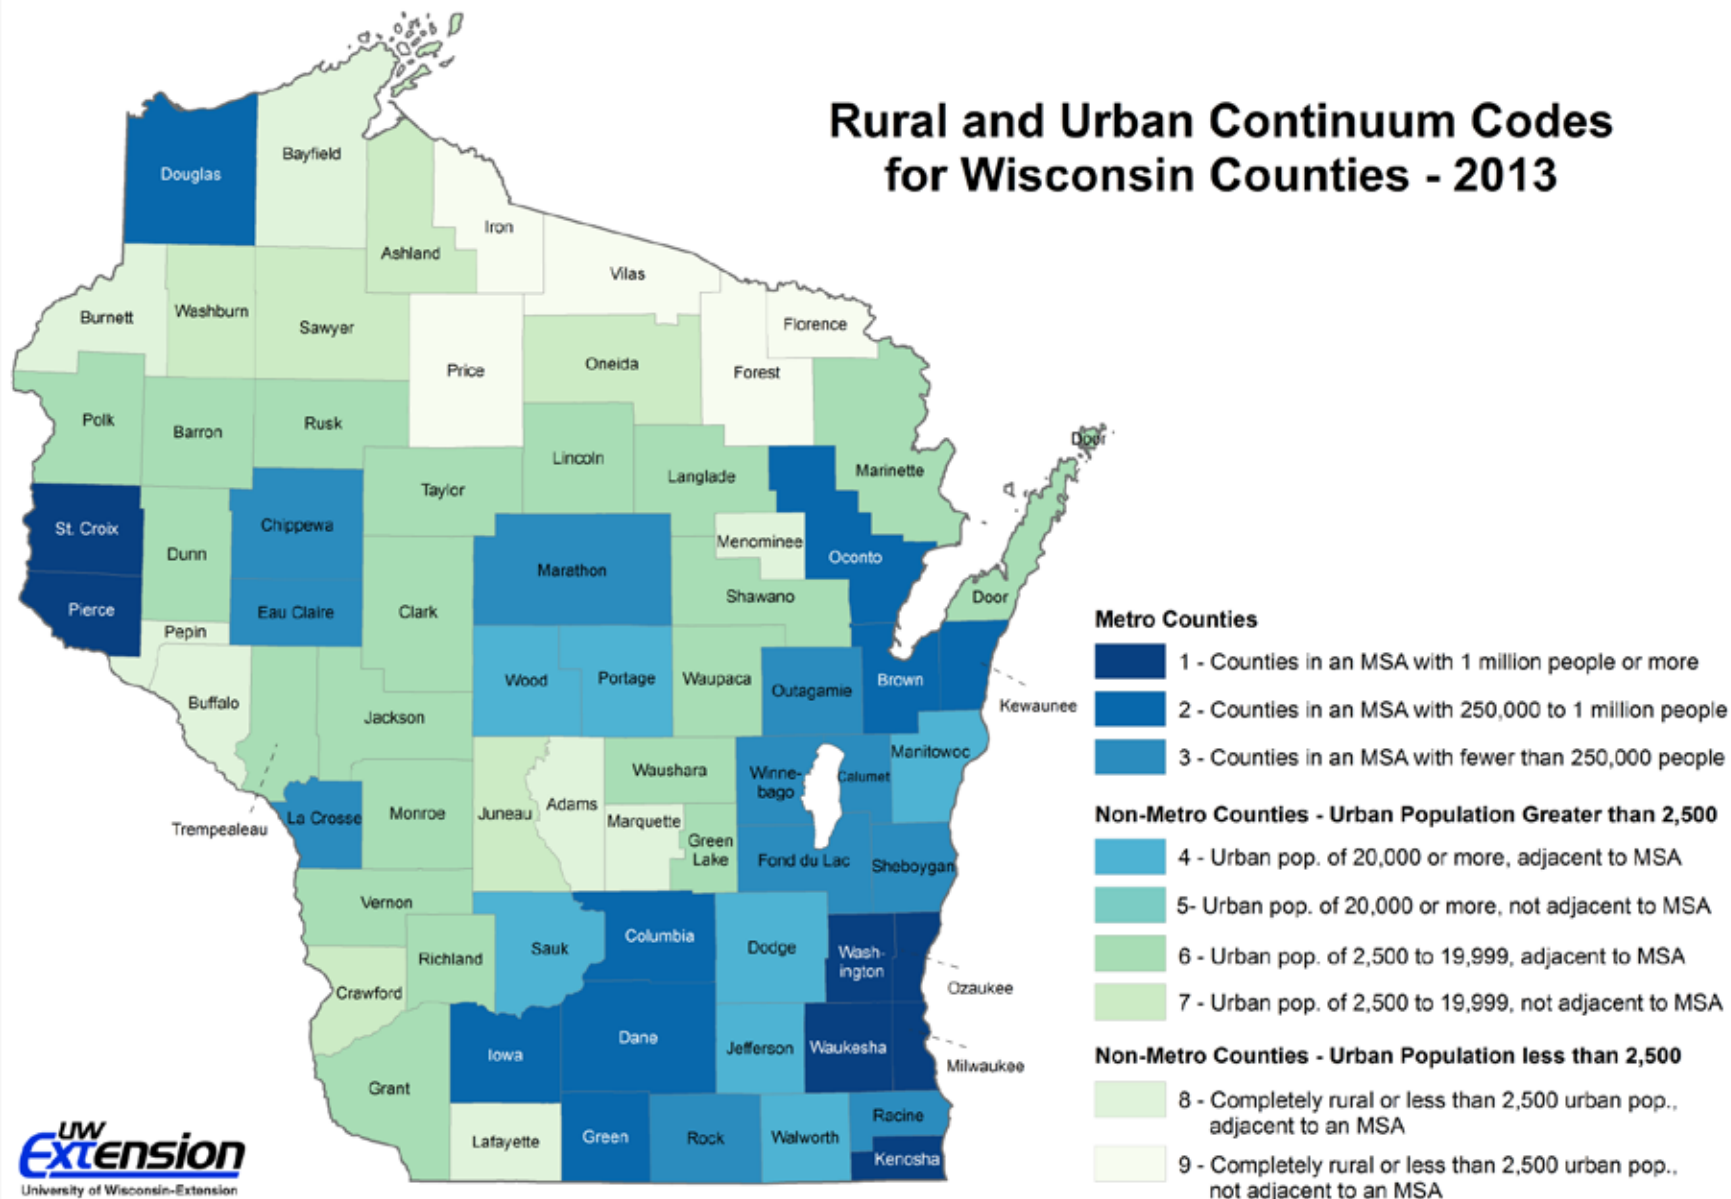 Rural and Urban Continuum Codes
for Wisconsin Counties - 2013
Douglas
Bayfield
Iron
Ashland
Vilas
Burnett
Washburn
Sawyer
Florence
Price
Oneida
Forest
Polk
Barron
Rusk
Door
Lincoln
Langlade
Marinette
Taylor
St. Croix
Chippewa
Dunn
Marathon
Menominee
Oconto
Pierce
Eau Claire
Clark
Shawano
Door
Pepin
Wood
Portage
Waupaca
Outagamie
Brown
Kewaunee
Buffalo
Jackson
Manitowoc
Waushara
Winne-
bago
Calumet
Trempealeau
La Crosse
Monroe
Juneau
Adams
Marquette
Green
Lake
Fond du Lac
Sheboygan
Vernon
Richland
Sauk
Columbia
Dodge
Wash-
ington
Ozaukee
Crawford
Iowa
Dane
Jefferson
Waukesha
Milwaukee
Grant
Lafayette
Green
Rock
Walworth
Racine
Kenosha
Metro Counties
1 - Counties in an MSA with 1 million people or more
2 - Counties in an MSA with 250,000 to 1 million people
3 - Counties in an MSA with fewer than 250,000 people
Non-Metro Counties - Urban Population Greater than 2,500
4 - Urban pop. of 20,000 or more, adjacent to MSA
5- Urban pop. of 20,000 or more, not adjacent to MSA
6 - Urban pop. of 2,500 to 19,999, adjacent to MSA
7 - Urban pop. of 2,500 to 19,999, not adjacent to MSA
Non-Metro Counties - Urban Population less than 2,500
8 - Completely rural or less than 2,500 urban pop.,
adjacent to an MSA
9 - Completely rural or less than 2,500 urban pop.,
not adjacent to an MSA
UW
Extension
University of Wisconsin-Extension